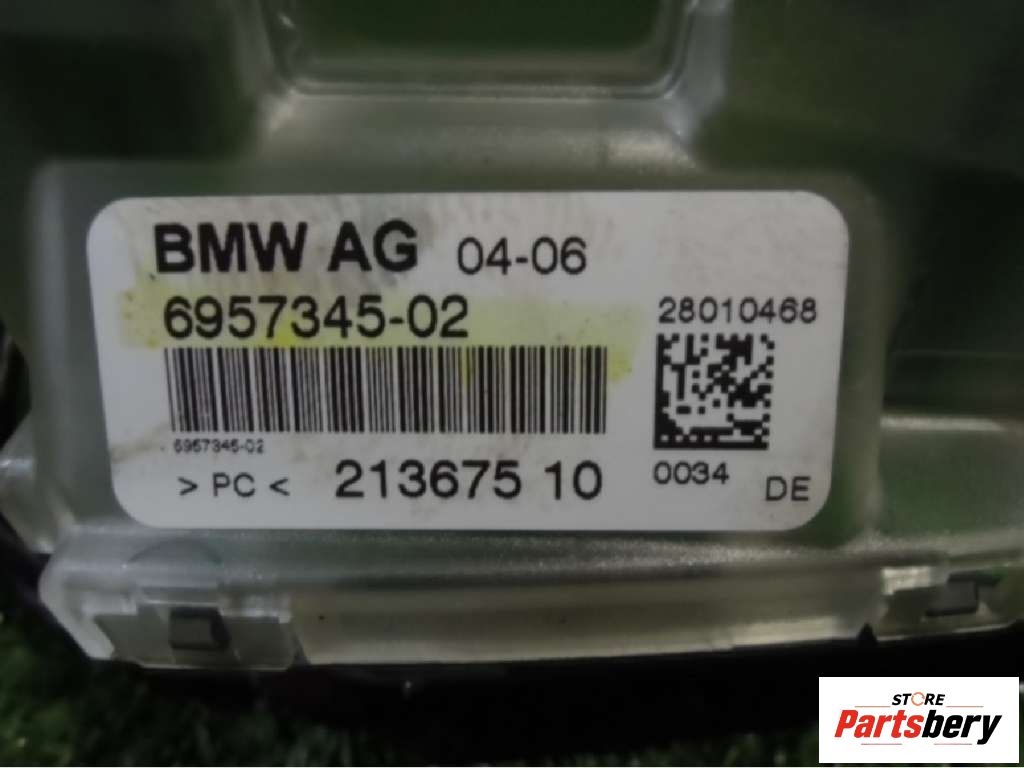 BMW AG 04-06
6957345-02
28010468
6957345-02
0034
> PC < 213675 10
DE
STORE
Partsbery